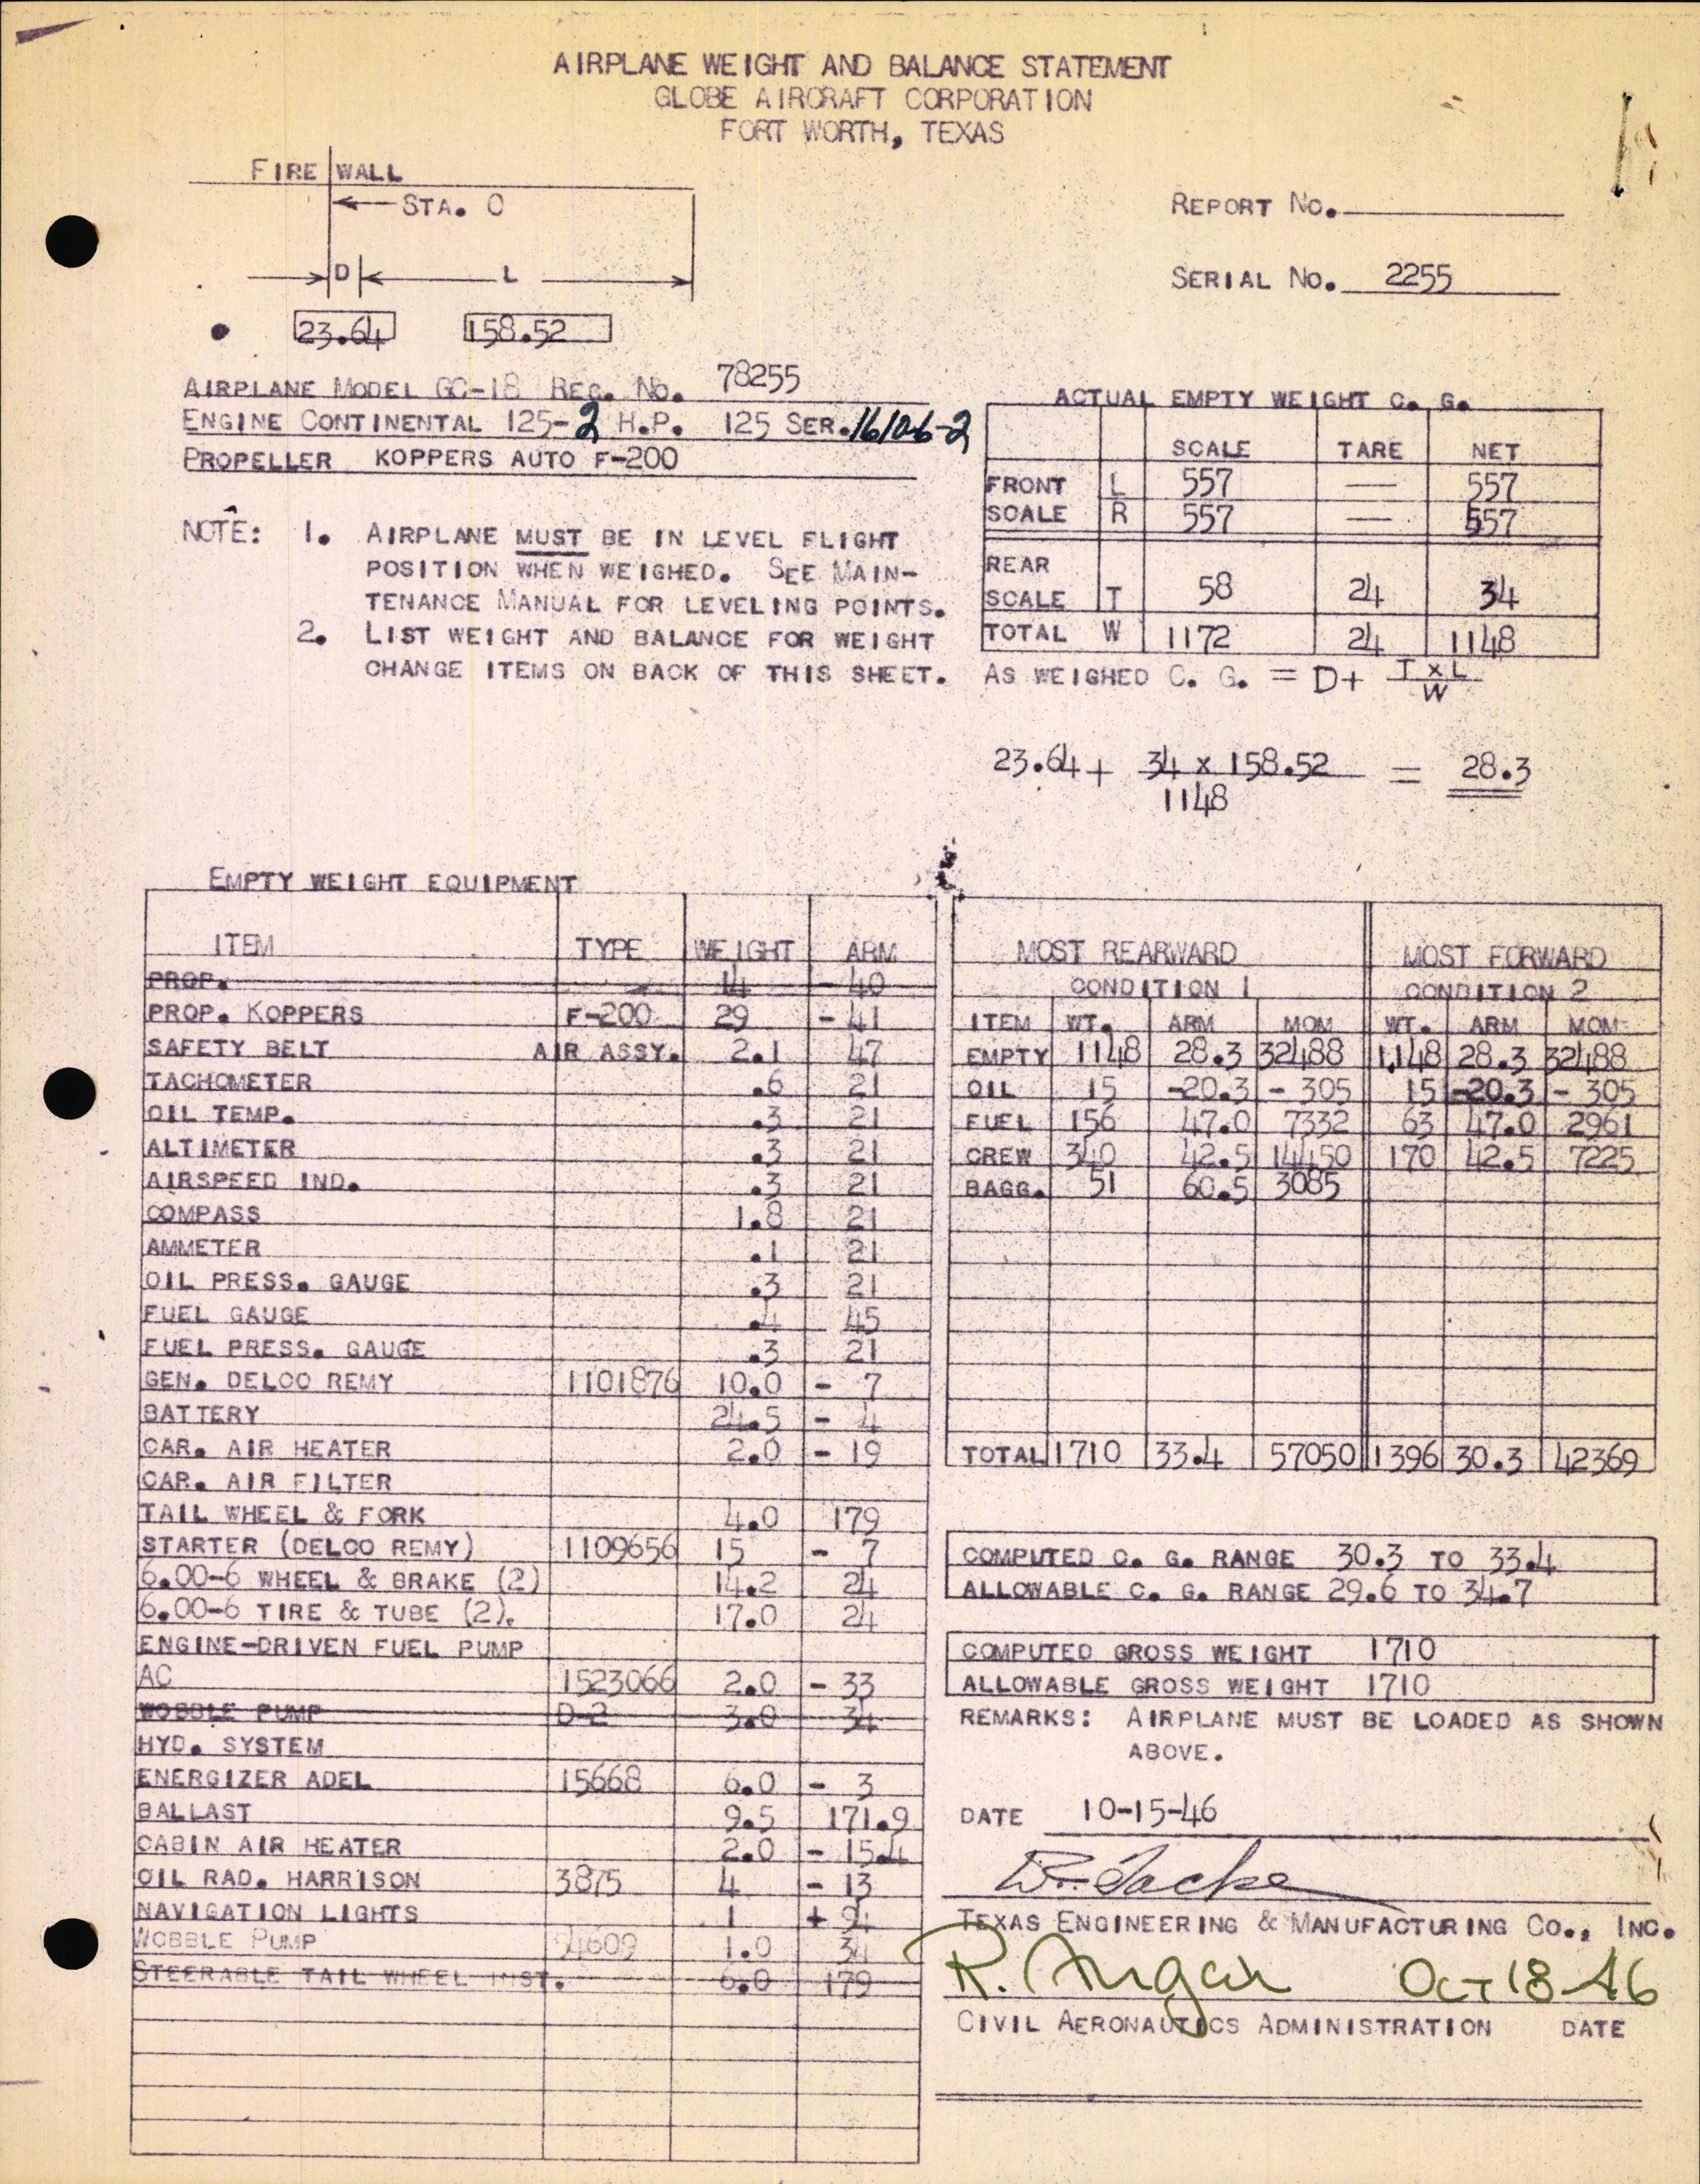 AIRPLANE WEIGHT AND BALANCE STATEMENT
GLOBE AIRCRAFT CORPORATION
FORT WORTH, TEXAS
FIRE WALL
STA. 0
D L
23.64 158.52
REPORT NO.
SERIAL NO. 2255
AIRPLANE MODEL GC-1B REG. NO. 78255
ENGINE CONTINENTAL 125-2 H.P. 125 SER. 16106-2
PROPELLER KOPPERS AUTO F-200
NOTE: 1. AIRPLANE MUST BE IN LEVEL FLIGHT
POSITION WHEN WEIGHED. SEE MAIN-
TENANCE MANUAL FOR LEVELING POINTS.
2. LIST WEIGHT AND BALANCE FOR WEIGHT
CHANGE ITEMS ON BACK OF THIS SHEET.
ACTUAL EMPTY WEIGHT C. G.
SCALE TARE NET
FRONT L 557 — 557
SCALE R 557 — 557
REAR
SCALE T 58 24 34
TOTAL W 1172 24 1148
AS WEIGHED C. G. = D+ T x L
W
23.64 + 34 x 158.52 = 28.3
1148
EMPTY WEIGHT EQUIPMENT
ITEM TYPE WEIGHT ARM
PROP. 14 - 40
PROP. KOPPERS F-200 29 - 41
SAFETY BELT AIR ASSY. 2.1 47
TACHOMETER .6 21
OIL TEMP. .3 21
ALTIMETER .3 21
AIRSPEED IND. .3 21
COMPASS 1.8 21
AMMETER .1 21
OIL PRESS. GAUGE .3 21
FUEL GAUGE .4 45
FUEL PRESS. GAUGE .3 21
GEN. DELCO REMY 1101876 10.0 - 7
BATTERY 24.5 - 4
CAR. AIR HEATER 2.0 - 19
CAR. AIR FILTER
TAIL WHEEL & FORK 4.0 179
STARTER (DELCO REMY) 1109656 15 - 7
6.00-6 WHEEL & BRAKE (2) 14.2 24
6.00-6 TIRE & TUBE (2). 17.0 24
ENGINE-DRIVEN FUEL PUMP
AC 1523066 2.0 - 33
WOBBLE PUMP D-2 3.0 34
HYD. SYSTEM
ENERGIZER ADEL 15668 6.0 - 3
BALLAST 9.5 171.9
CABIN AIR HEATER 2.0 - 15.4
OIL RAD. HARRISON 3875 4 - 13
NAVIGATION LIGHTS 1 + 94
WOBBLE PUMP 94609 1.0 34
STEERABLE TAIL WHEEL INST. 6.0 179
MOST REARWARD MOST FORWARD
CONDITION 1 CONDITION 2
ITEM WT. ARM MOM WT. ARM MOM
EMPTY 1148 28.3 32488 1148 28.3 32488
OIL 15 -20.3 - 305 15 -20.3 - 305
FUEL 156 47.0 7332 63 47.0 2961
CREW 340 42.5 14450 170 42.5 7225
BAGG. 51 60.5 3085
TOTAL 1710 33.4 57050 1396 30.3 42369
COMPUTED C. G. RANGE 30.3 TO 33.4
ALLOWABLE C. G. RANGE 29.6 TO 34.7
COMPUTED GROSS WEIGHT 1710
ALLOWABLE GROSS WEIGHT 1710
REMARKS: AIRPLANE MUST BE LOADED AS SHOWN
ABOVE.
DATE 10-15-46
TEXAS ENGINEERING & MANUFACTURING CO., INC.
OCT 18-46
CIVIL AERONAUTICS ADMINISTRATION DATE